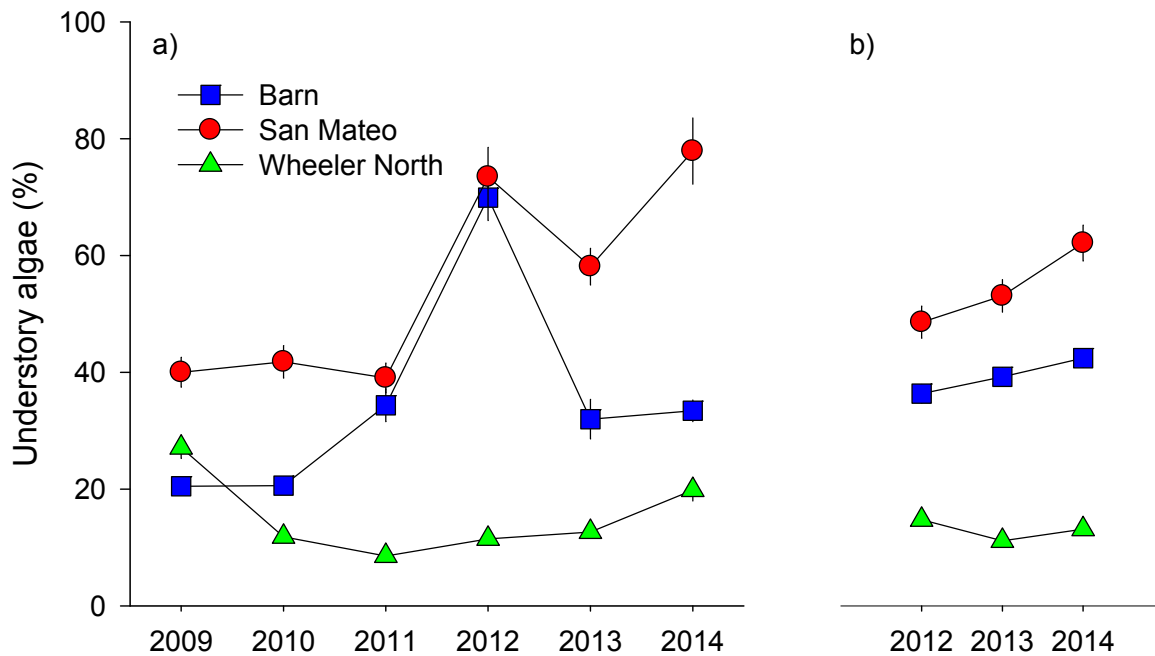 Understory algae (%)
100
80
60
40
20
0
a)
Barn
San Mateo
Wheeler North
2009 2010 2011 2012 2013 2014
b)
2012 2013 2014